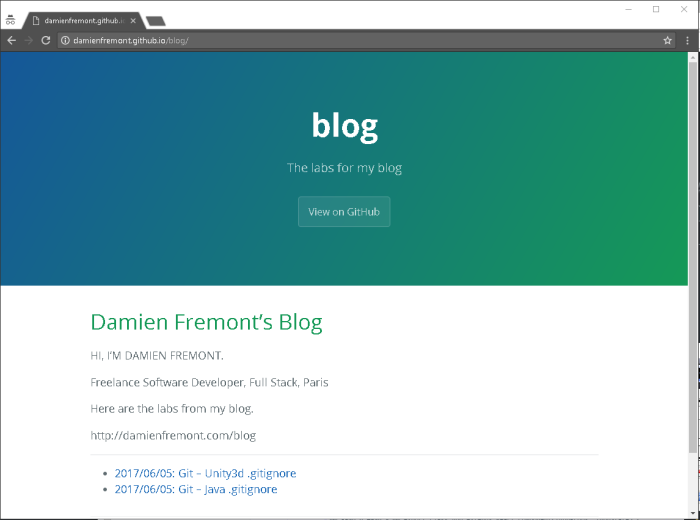 damienfremont.github.i
damienfremont.github.io/blog/
blog
The labs for my blog
View on GitHub
Damien Fremont's Blog
HI, I'M DAMIEN FREMONT.
Freelance Software Developer, Full Stack, Paris
Here are the labs from my blog.
http://damienfremont.com/blog
2017/06/05: Git – Unity3d .gitignore
2017/06/05: Git – Java .gitignore